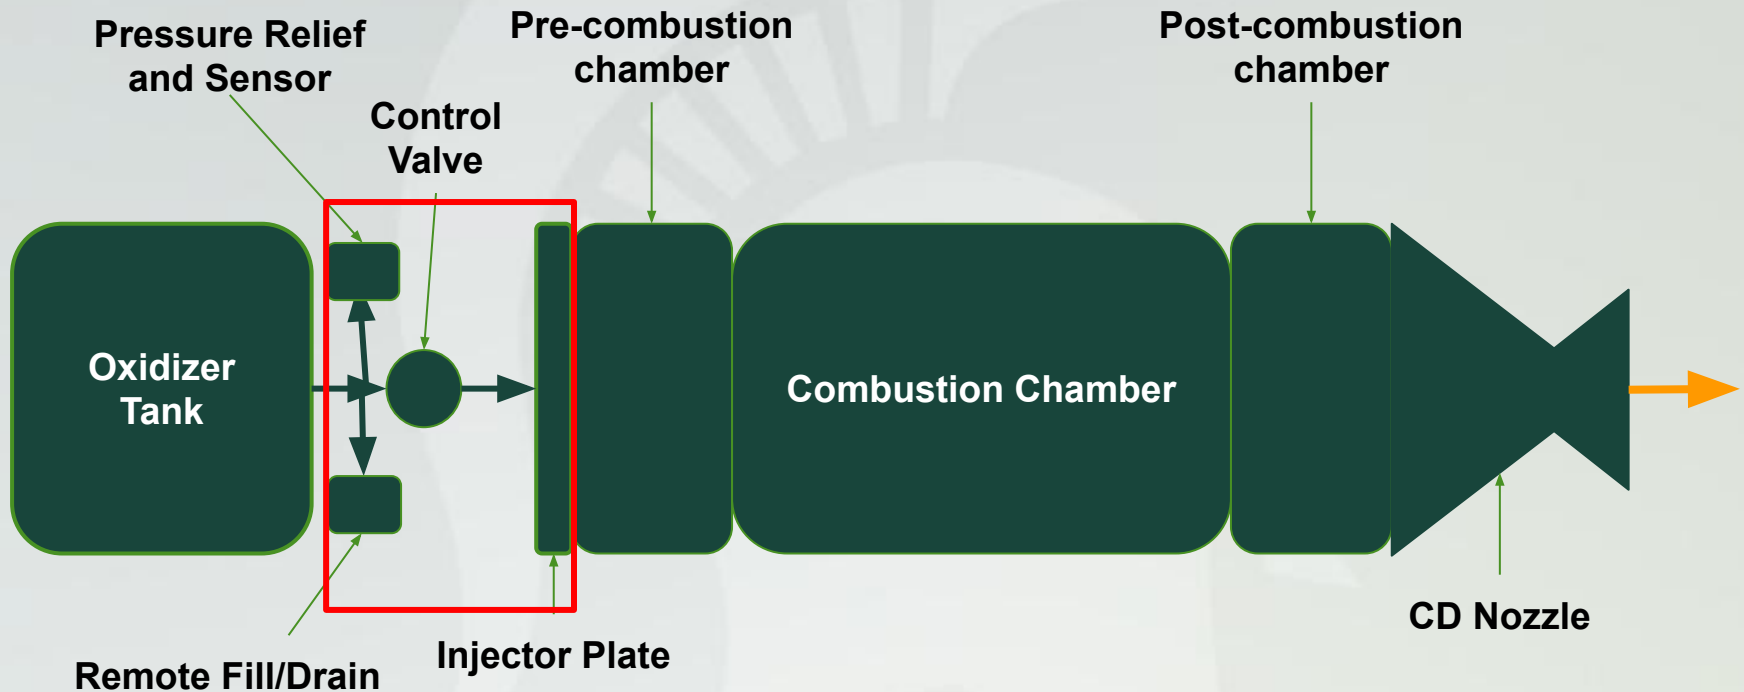 Pressure Relief
and Sensor
Control
Valve
Pre-combustion
chamber
Post-combustion
chamber
Oxidizer
Tank
Combustion Chamber
Remote Fill/Drain
Injector Plate
CD Nozzle